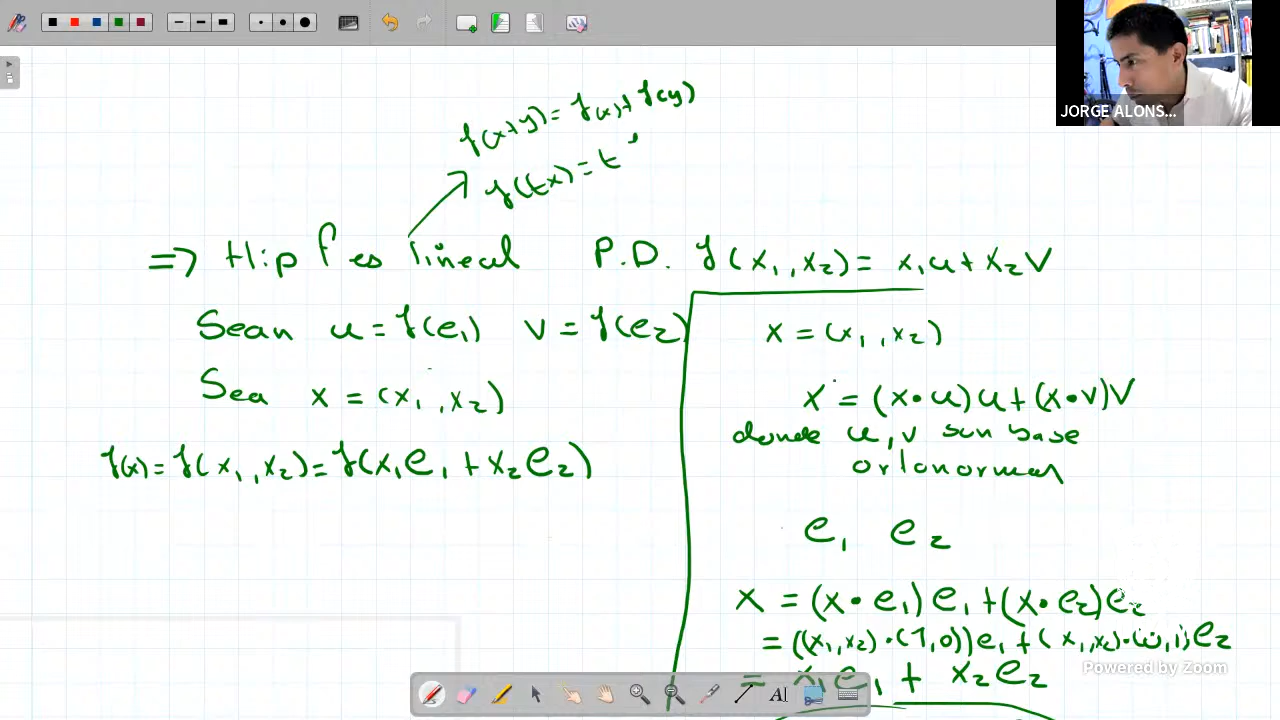 JORGE ALONS...
f(x+y) = f(x) + f(y)
f(tx) = t
=> Hip f es lineal P.D. f(x₁,x₂) = x₁u + x₂v
Sean u = f(e₁) v = f(e₂)
Sea x = (x₁,x₂)
f(x) = f(x₁,x₂) = f(x₁e₁ + x₂e₂)
x = (x₁,x₂)
x = (x•u)u + (x•v)v
donde u,v son base
ortonormal
e₁ e₂
x = (x•e₁)e₁ + (x•e₂)e₂
= ((x₁,x₂)•(1,0))e₁ + (x₁,x₂)•(0,1)e₂
= x₁e₁ + x₂e₂
Powered by Zoom
AI